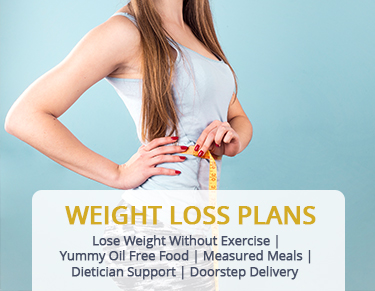 WEIGHT LOSS PLANS
Lose Weight Without Exercise |
Yummy Oil Free Food | Measured Meals |
Dietician Support | Doorstep Delivery